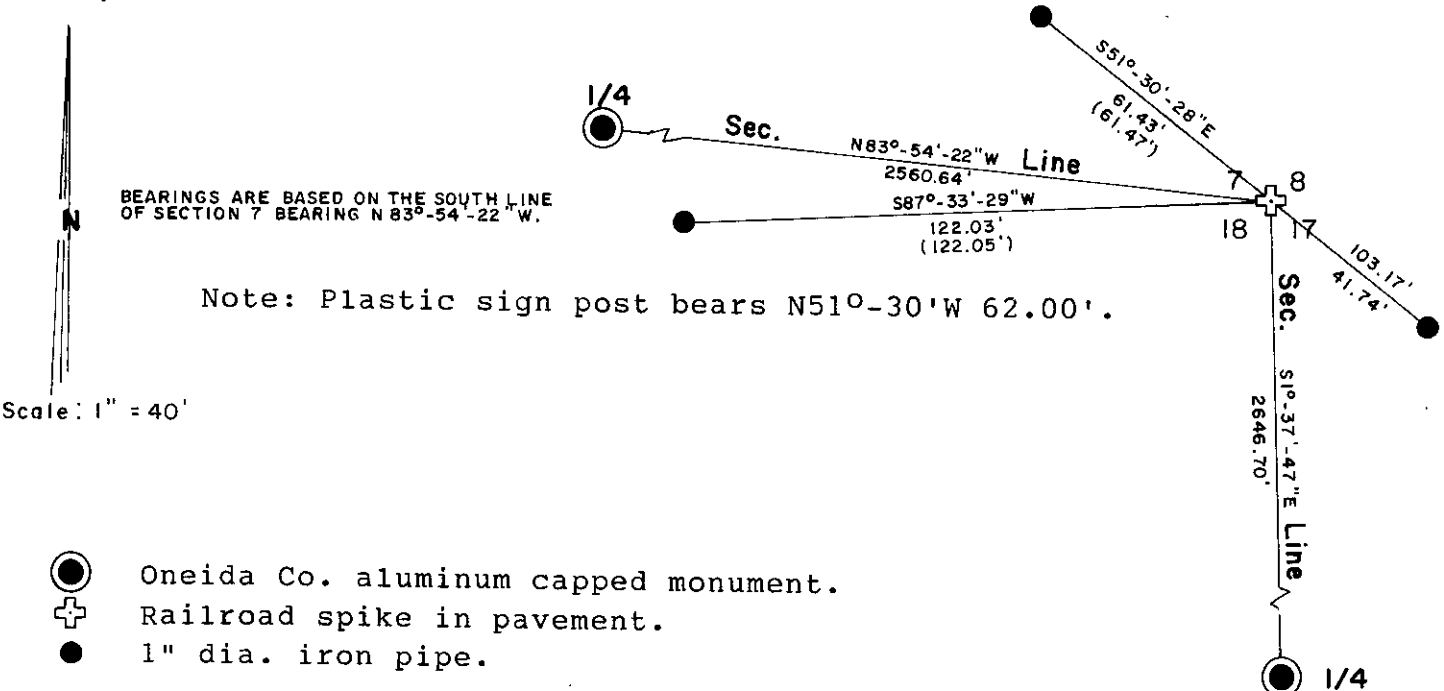 S51°-30'-28"E
61.43'
(61.47')
1/4
Sec. N83°-54'-22"W Line
2560.64'
7 8
S87°-33'-29"W
122.03'
(122.05')
18 17
BEARINGS ARE BASED ON THE SOUTH LINE
OF SECTION 7 BEARING N 83°-54'-22"W.
N
103.17'
41.74'
Note: Plastic sign post bears N51°-30'W 62.00'.
Sec. S1°-37'-47"E Line
2646.70'
Scale: 1" = 40'
Oneida Co. aluminum capped monument.
Railroad spike in pavement.
1" dia. iron pipe.
1/4